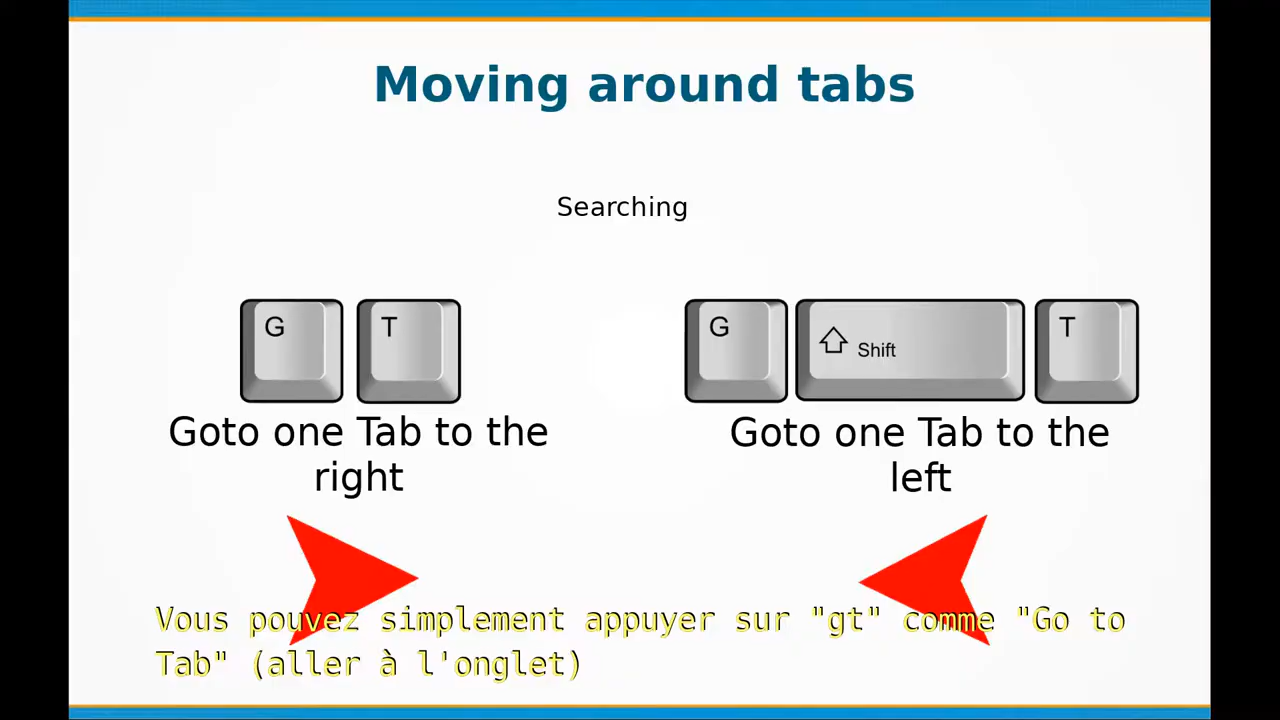 Moving around tabs
Searching
G T
G Shift T
Goto one Tab to the
right
Goto one Tab to the
left
Vous pouvez simplement appuyer sur "gt" comme "Go to
Tab" (aller à l'onglet)